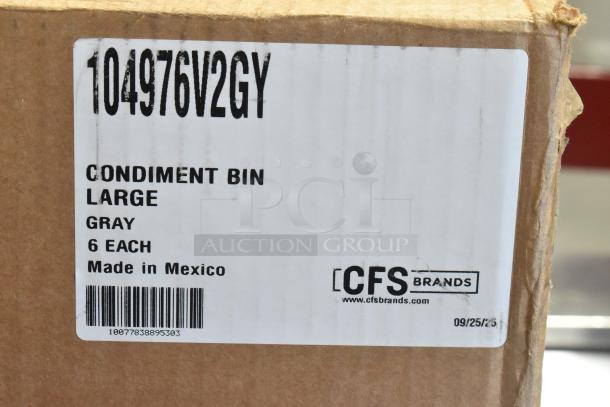 104976V2GY
CONDIMENT BIN
LARGE
GRAY
6 EACH
Made in Mexico
PCI
AUCTION GROUP
CFS BRANDS
www.cfsbrands.com
09/25/25
10077838895303